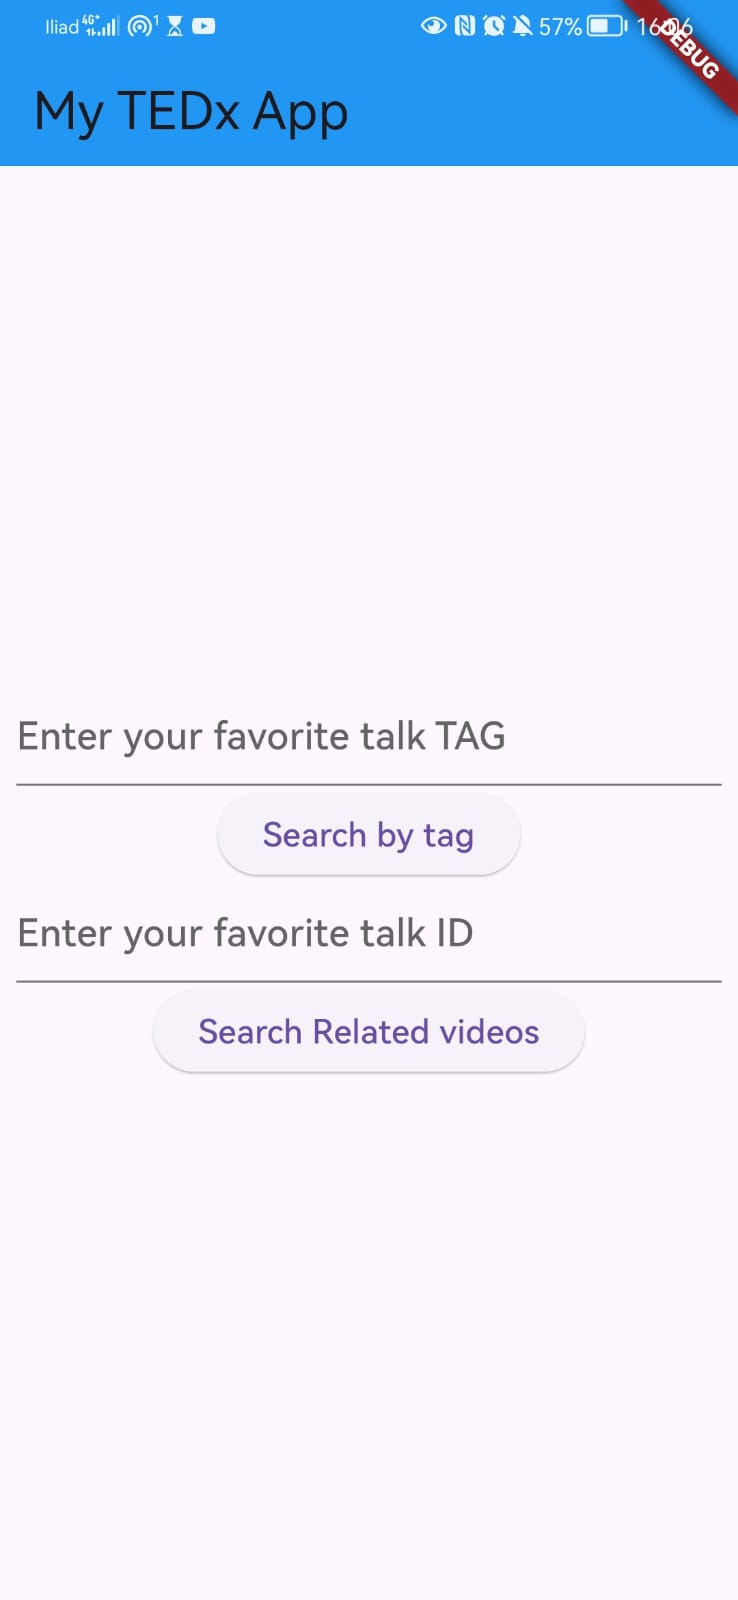 Iliad 4G+ 1 57% 16:06
DEBUG
My TEDx App
Enter your favorite talk TAG
Search by tag
Enter your favorite talk ID
Search Related videos